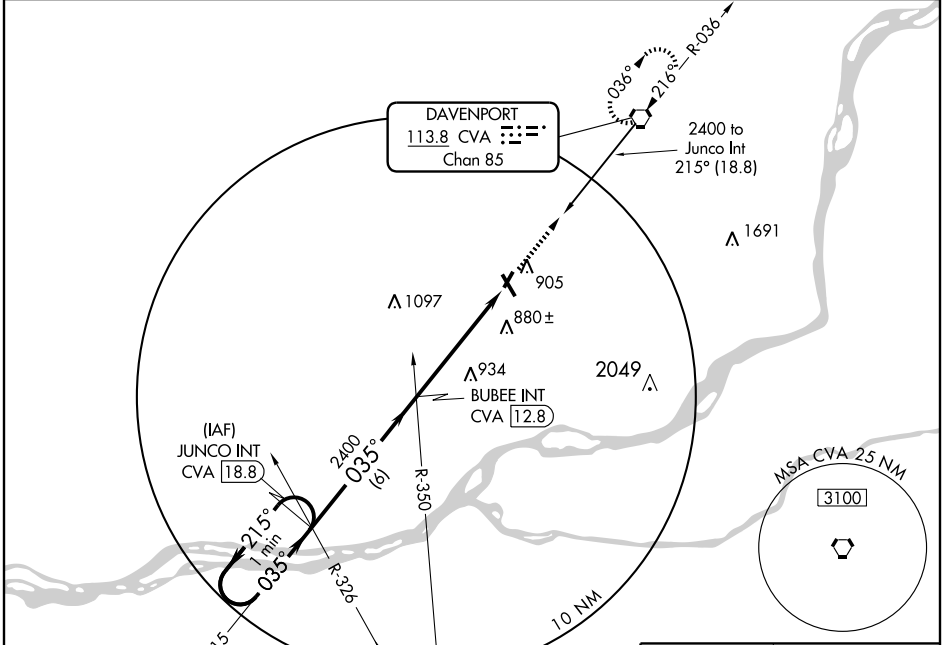 R-036
036°
216°
DAVENPORT
113.8 CVA
Chan 85
2400 to
Junco Int
215° (18.8)
1691
905
1097
880 ±
934
2049
BUBEE INT
CVA 12.8
(IAF)
JUNCO INT
CVA 18.8
2400
035°
(6)
R-350
MSA CVA 25 NM
3100
215°
1 min
035°
R-326
10 NM